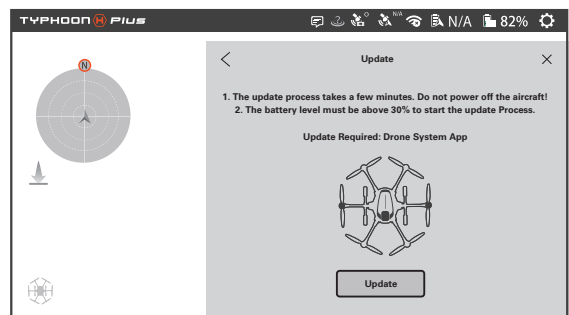 TYPHOON H Plus
° N/A N/A 82%
Update
1. The update process takes a few minutes. Do not power off the aircraft!
2. The battery level must be above 30% to start the update Process.
Update Required: Drone System App
N
Update